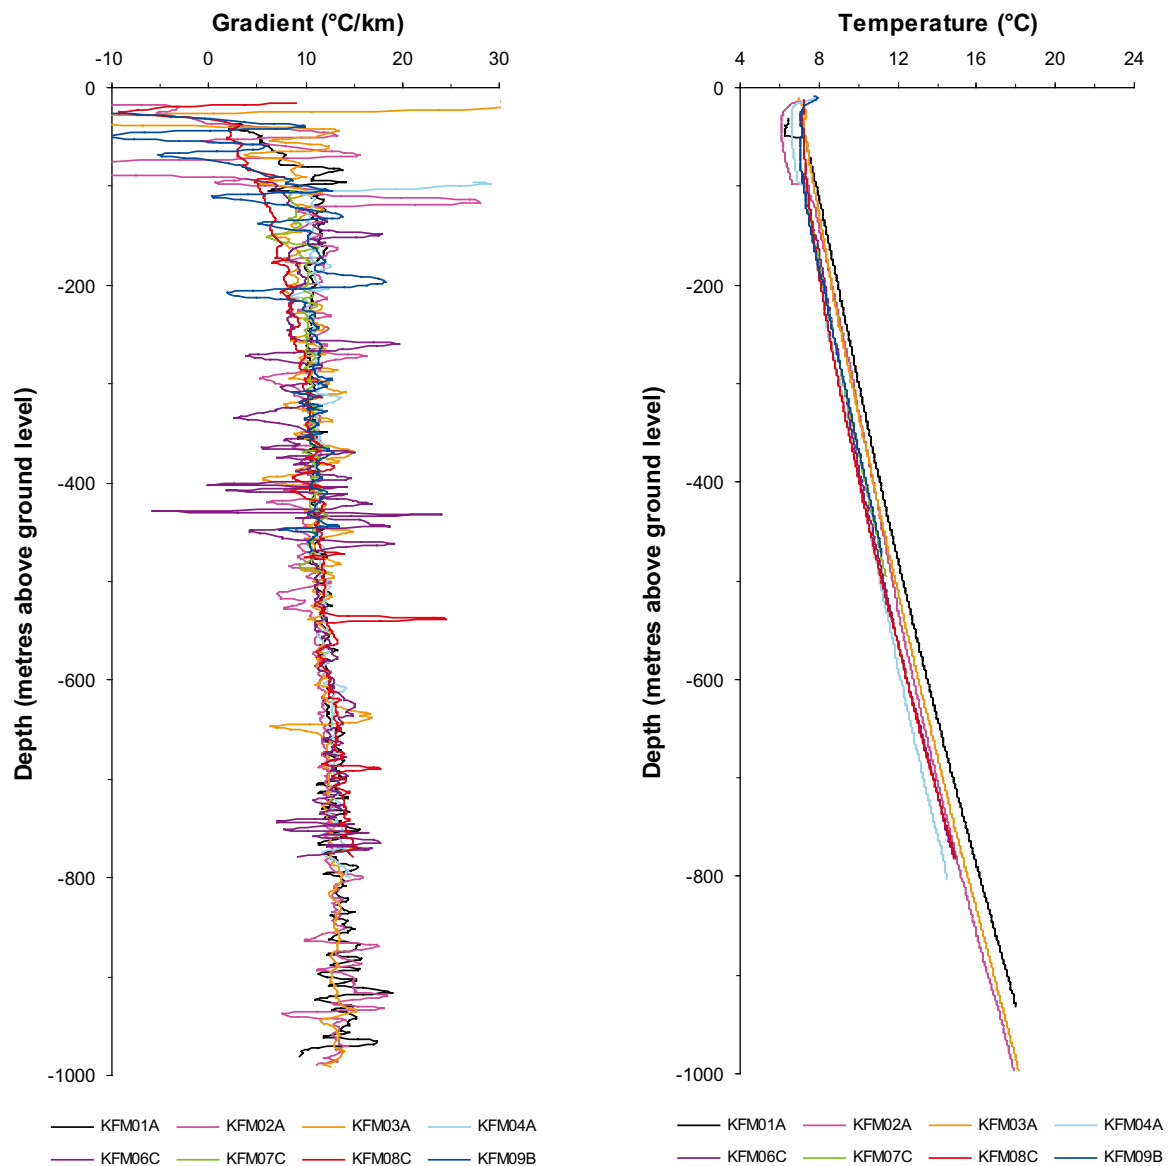 Gradient (°C/km)
-10 0 10 20 30
0
-200
-400
-600
-800
-1000
Depth (metres above ground level)
KFM01A KFM02A KFM03A KFM04A
KFM06C KFM07C KFM08C KFM09B
Temperature (°C)
4 8 12 16 20 24
0
-200
-400
-600
-800
-1000
Depth (metres above ground level)
KFM01A KFM02A KFM03A KFM04A
KFM06C KFM07C KFM08C KFM09B